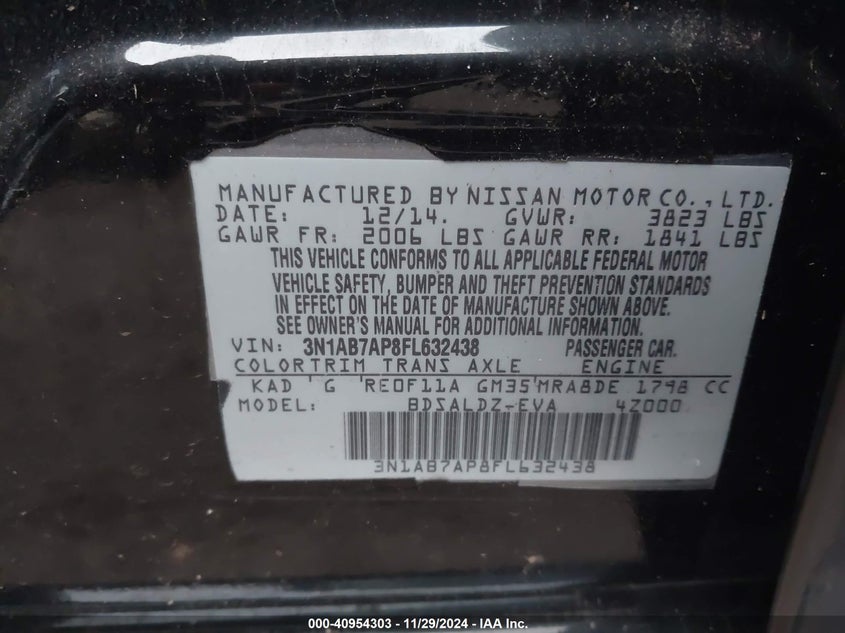 MANUFACTURED BY NISSAN MOTOR CO., LTD.
DATE: 12/14. GVWR: 3823 LBS
GAWR FR: 2006 LBS GAWR RR: 1841 LBS
THIS VEHICLE CONFORMS TO ALL APPLICABLE FEDERAL MOTOR
VEHICLE SAFETY, BUMPER AND THEFT PREVENTION STANDARDS
IN EFFECT ON THE DATE OF MANUFACTURE SHOWN ABOVE.
SEE OWNER'S MANUAL FOR ADDITIONAL INFORMATION.
VIN: 3N1AB7AP8FL632438 PASSENGER CAR.
COLORTRIM TRANS AXLE ENGINE
KAD ' G 'RE0F11A GM35'MRA8DE 1798 CC
MODEL: BDSALDZ-EVA 4Z000
3N1AB7AP8FL632438
000-40954303 - 11/29/2024 - IAA Inc.